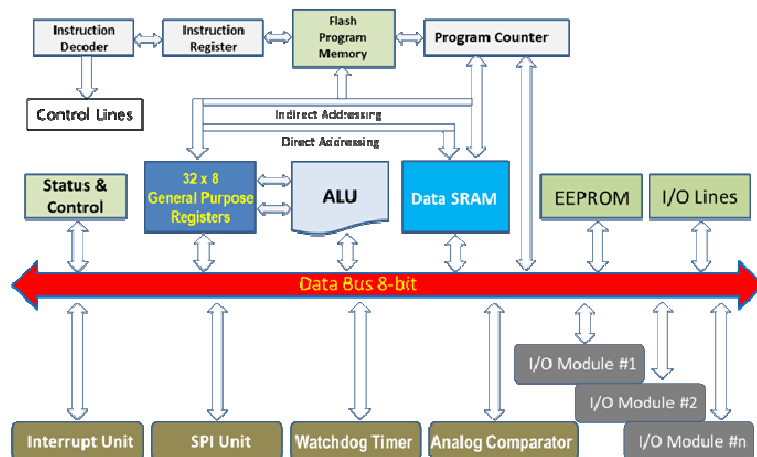 Instruction
Decoder
Instruction
Register
Flash
Program
Memory
Program Counter
Control Lines
Indirect Addressing
Direct Addressing
Status &
Control
32 x 8
General Purpose
Registers
ALU
Data SRAM
EEPROM
I/O Lines
Data Bus 8-bit
I/O Module #1
I/O Module #2
I/O Module #n
Interrupt Unit
SPI Unit
Watchdog Timer
Analog Comparator